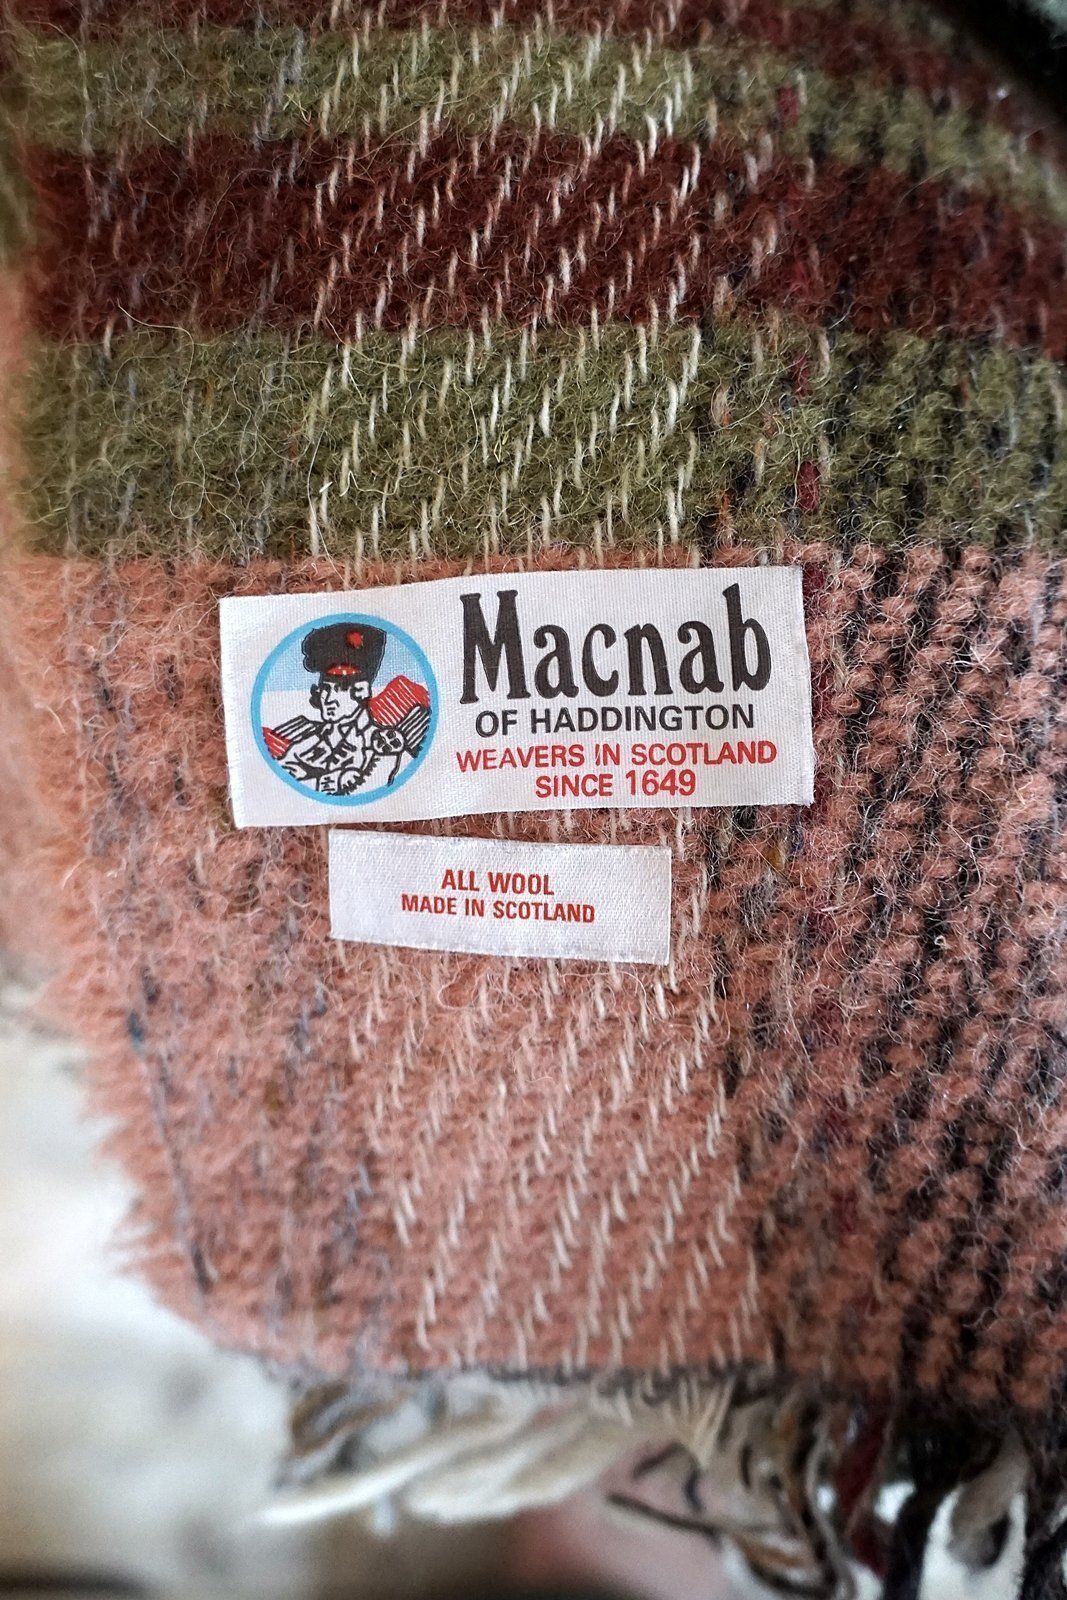 Macnab
OF HADDINGTON
WEAVERS IN SCOTLAND
SINCE 1649
ALL WOOL
MADE IN SCOTLAND